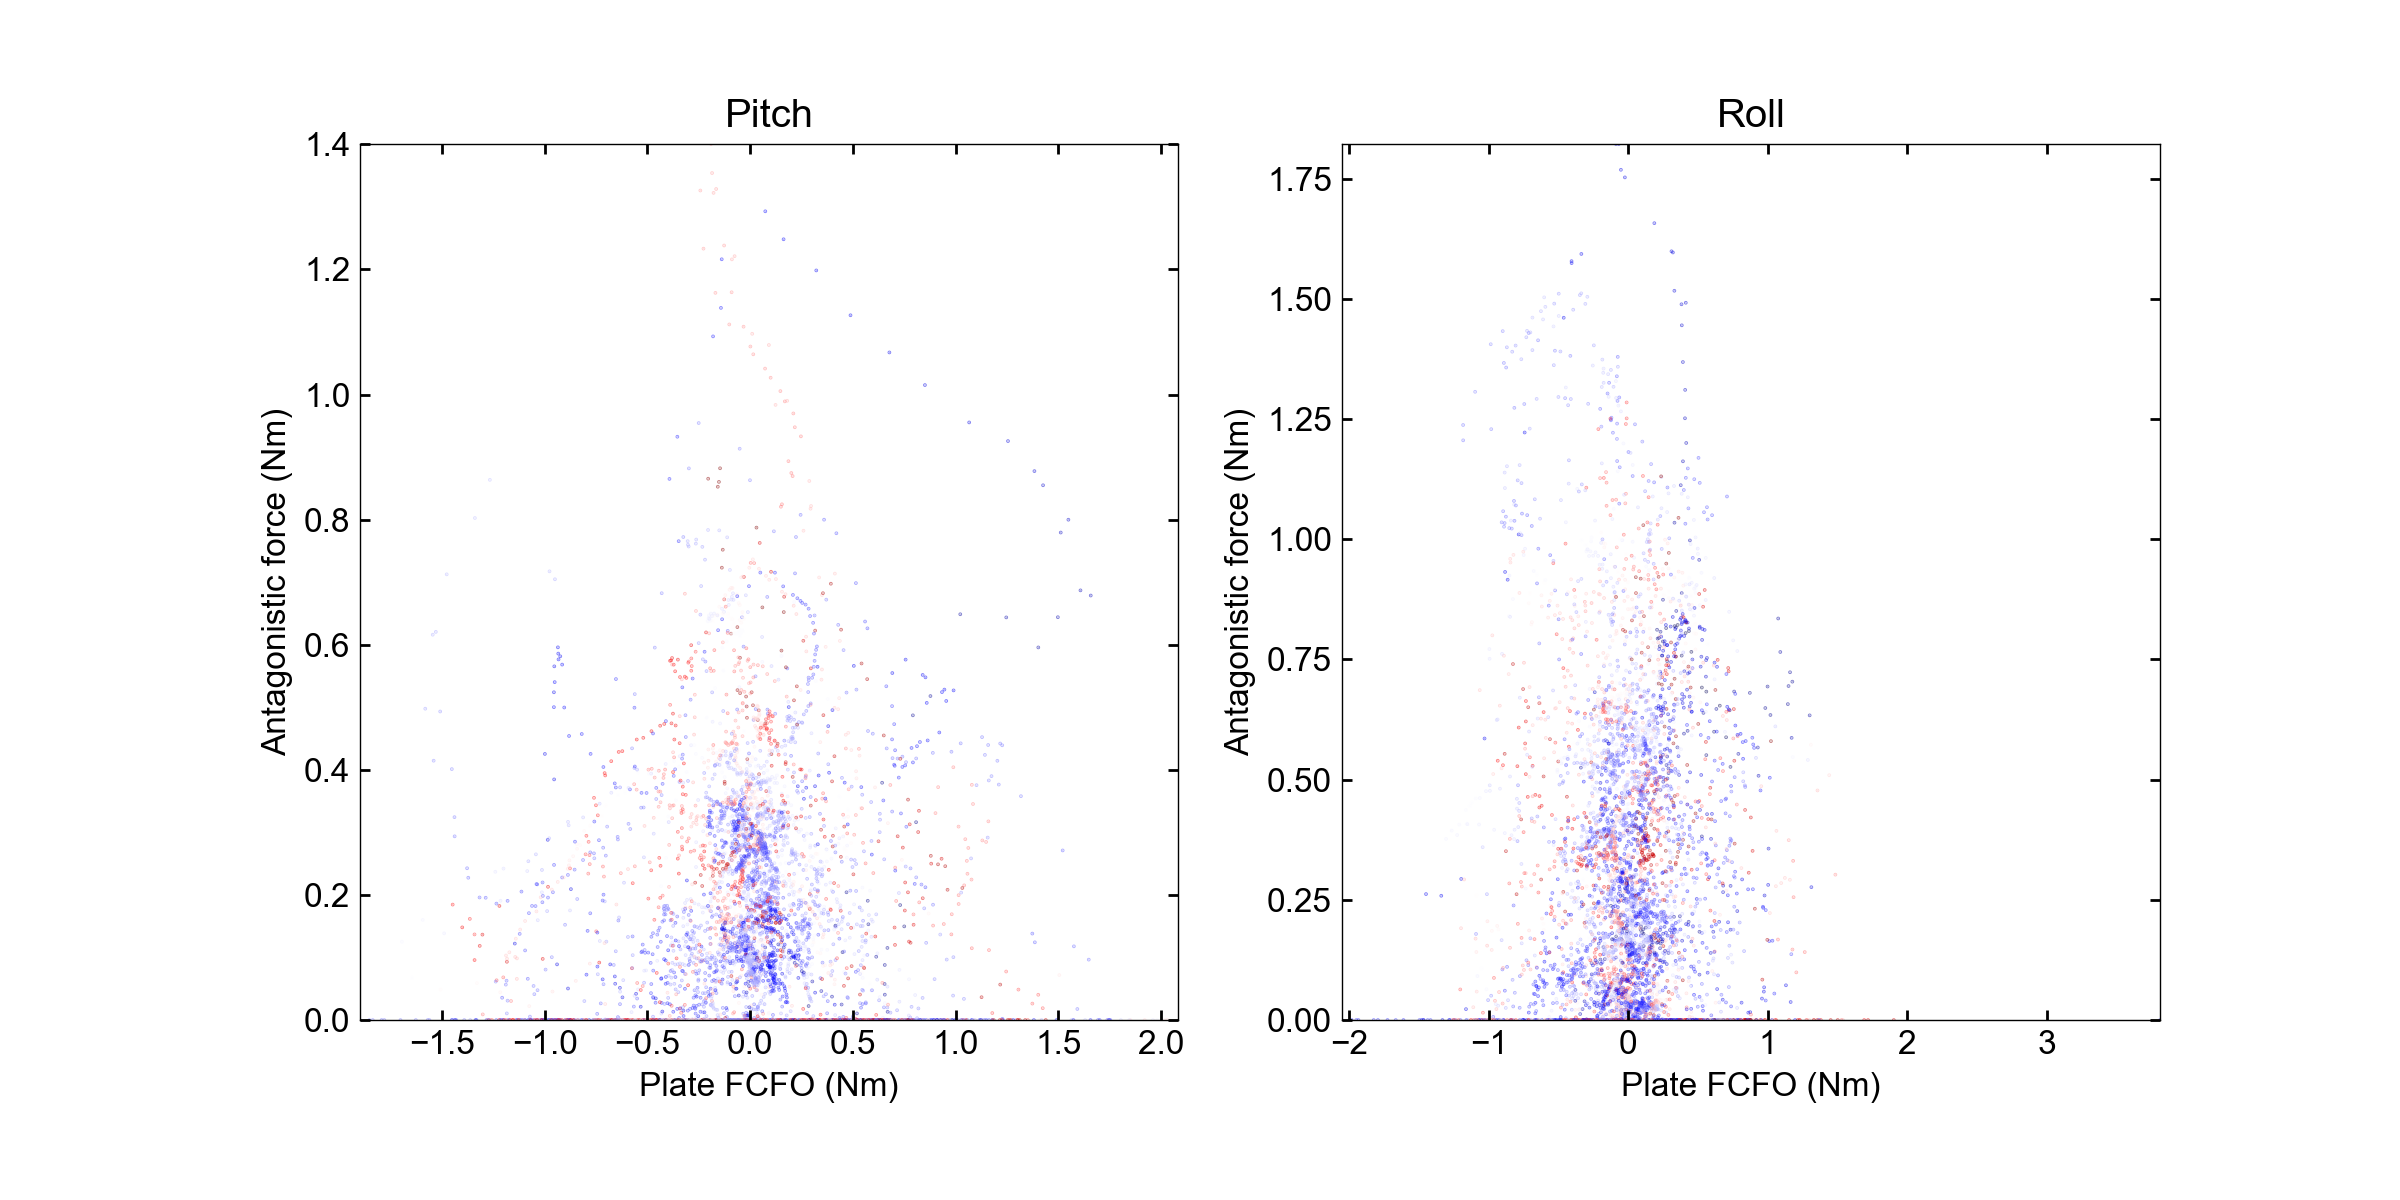 Pitch
1.4
1.2
1.0
0.8
0.6
0.4
0.2
0.0
Antagonistic force (Nm)
−1.5 −1.0 −0.5 0.0 0.5 1.0 1.5 2.0
Plate FCFO (Nm)
Roll
1.75
1.50
1.25
1.00
0.75
0.50
0.25
0.00
Antagonistic force (Nm)
−2 −1 0 1 2 3
Plate FCFO (Nm)